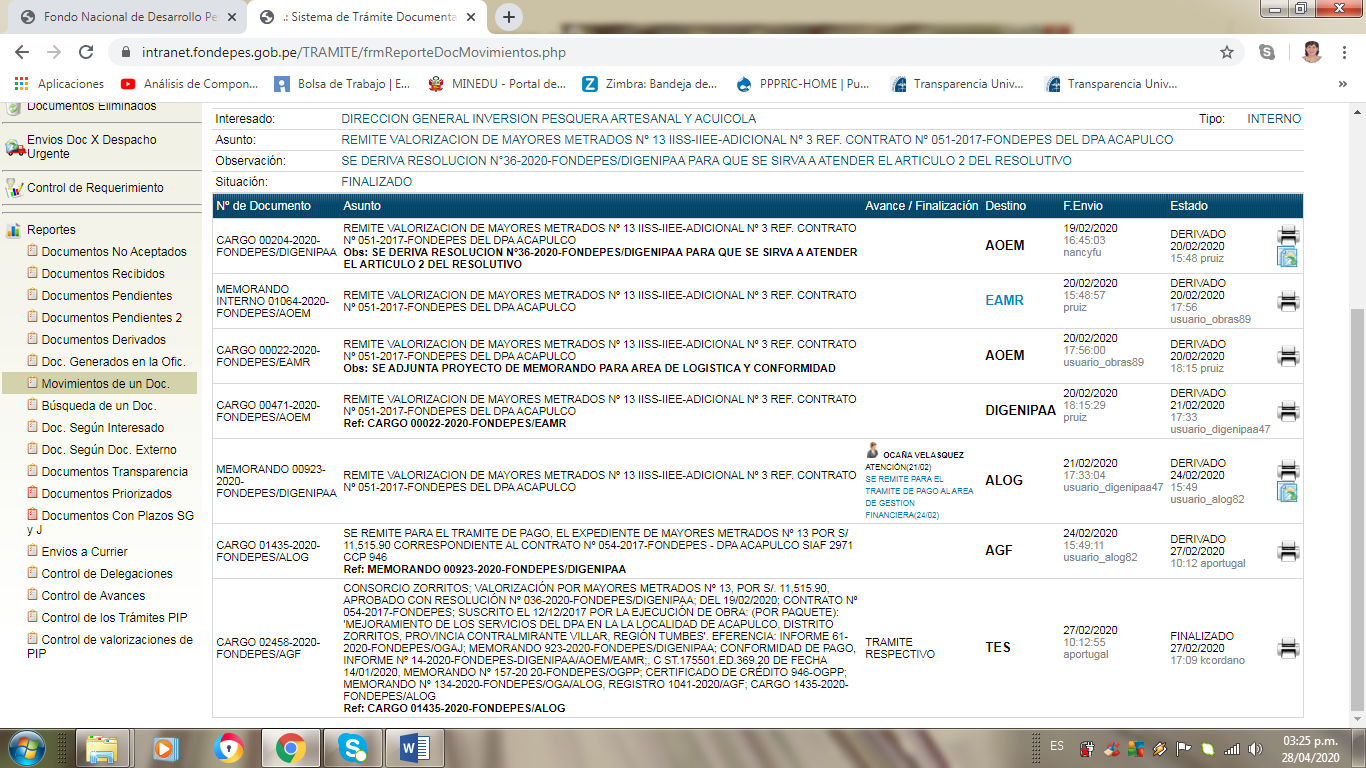 Fondo Nacional de Desarrollo Pe
.: Sistema de Trámite Documenta
intranet.fondepes.gob.pe/TRAMITE/frmReporteDocMovimientos.php
Aplicaciones
Análisis de Compon...
Bolsa de Trabajo | E...
MINEDU - Portal de...
Zimbra: Bandeja de...
PPPRIC-HOME | Pu...
Transparencia Univ...
Transparencia Univ...
»
Documentos Eliminados
Envios Doc X Despacho
Urgente
Control de Requerimiento
Reportes
Documentos No Aceptados
Documentos Recibidos
Documentos Pendientes
Documentos Pendientes 2
Documentos Derivados
Doc. Generados en la Ofic.
Movimientos de un Doc.
Búsqueda de un Doc.
Doc. Según Interesado
Doc. Según Doc. Externo
Documentos Transparencia
Documentos Priorizados
Documentos Con Plazos SG
y J
Envios a Currier
Control de Delegaciones
Control de Avances
Control de los Trámites PIP
Control de valorizaciones de
PIP
Interesado: DIRECCION GENERAL INVERSION PESQUERA ARTESANAL Y ACUICOLA Tipo: INTERNO
Asunto: REMITE VALORIZACION DE MAYORES METRADOS Nº 13 IISS-IIEE-ADICIONAL Nº 3 REF. CONTRATO Nº 051-2017-FONDEPES DEL DPA ACAPULCO
Observación: SE DERIVA RESOLUCION N°36-2020-FONDEPES/DIGENIPAA PARA QUE SE SIRVA A ATENDER EL ARTICULO 2 DEL RESOLUTIVO
Situación: FINALIZADO
Nº de Documento Asunto Avance / Finalización Destino F.Envio Estado
CARGO 00204-2020-
FONDEPES/DIGENIPAA
REMITE VALORIZACION DE MAYORES METRADOS Nº 13 IISS-IIEE-ADICIONAL Nº 3 REF. CONTRATO
Nº 051-2017-FONDEPES DEL DPA ACAPULCO
Obs: SE DERIVA RESOLUCION N°36-2020-FONDEPES/DIGENIPAA PARA QUE SE SIRVA A ATENDER
EL ARTICULO 2 DEL RESOLUTIVO
AOEM
19/02/2020
16:45:03
nancyfu
DERIVADO
20/02/2020
15:48 pruiz
MEMORANDO
INTERNO 01064-2020-
FONDEPES/AOEM
REMITE VALORIZACION DE MAYORES METRADOS Nº 13 IISS-IIEE-ADICIONAL Nº 3 REF. CONTRATO
Nº 051-2017-FONDEPES DEL DPA ACAPULCO
EAMR
20/02/2020
15:48:57
pruiz
DERIVADO
20/02/2020
17:56
usuario_obras89
CARGO 00022-2020-
FONDEPES/EAMR
REMITE VALORIZACION DE MAYORES METRADOS Nº 13 IISS-IIEE-ADICIONAL Nº 3 REF. CONTRATO
Nº 051-2017-FONDEPES DEL DPA ACAPULCO
Obs: SE ADJUNTA PROYECTO DE MEMORANDO PARA AREA DE LOGISTICA Y CONFORMIDAD
AOEM
20/02/2020
17:56:00
usuario_obras89
DERIVADO
20/02/2020
18:15 pruiz
CARGO 00471-2020-
FONDEPES/AOEM
REMITE VALORIZACION DE MAYORES METRADOS Nº 13 IISS-IIEE-ADICIONAL Nº 3 REF. CONTRATO
Nº 051-2017-FONDEPES DEL DPA ACAPULCO
Ref: CARGO 00022-2020-FONDEPES/EAMR
DIGENIPAA
20/02/2020
18:15:29
pruiz
DERIVADO
21/02/2020
17:33
usuario_digenipaa47
MEMORANDO 00923-
2020-
FONDEPES/DIGENIPAA
REMITE VALORIZACION DE MAYORES METRADOS Nº 13 IISS-IIEE-ADICIONAL Nº 3 REF. CONTRATO
Nº 051-2017-FONDEPES DEL DPA ACAPULCO
OCAÑA VELASQUEZ
ATENCIÓN(21/02)
SE REMITE PARA EL
TRAMITE DE PAGO AL AREA
DE GESTION
FINANCIERA(24/02)
ALOG
21/02/2020
17:33:04
usuario_digenipaa47
DERIVADO
24/02/2020
15:49
usuario_alog82
CARGO 01435-2020-
FONDEPES/ALOG
SE REMITE PARA EL TRAMITE DE PAGO, EL EXPEDIENTE DE MAYORES METRADOS Nº 13 POR S/
11,515.90 CORRESPONDIENTE AL CONTRATO Nº 054-2017-FONDEPES - DPA ACAPULCO SIAF 2971
CCP 946
Ref: MEMORANDO 00923-2020-FONDEPES/DIGENIPAA
AGF
24/02/2020
15:49:11
usuario_alog82
DERIVADO
27/02/2020
10:12 aportugal
CARGO 02458-2020-
FONDEPES/AGF
CONSORCIO ZORRITOS; VALORIZACIÓN POR MAYORES METRADOS Nº 13, POR S/. 11,515.90,
APROBADO CON RESOLUCIÓN Nº 036-2020-FONDEPES/DIGENIPAA; DEL 19/02/2020; CONTRATO Nº
054-2017-FONDEPES; SUSCRITO EL 12/12/2017 POR LA EJECUCIÓN DE OBRA: (POR PAQUETE):
'MEJORAMIENTO DE LOS SERVICIOS DEL DPA EN LA LA LOCALIDAD DE ACAPULCO, DISTRITO
ZORRITOS, PROVINCIA CONTRALMIRANTE VILLAR, REGIÓN TUMBES'. EFERENCIA: INFORME 61-
2020-FONDEPES/OGAJ; MEMORANDO 923-2020-FONDEPES/DIGENIPAA; CONFORMIDAD DE PAGO,
INFORME Nº 14-2020-FONDEPES-DIGENIPAA/AOEM/EAMR;, C ST.175501.ED.369.20 DE FECHA
14/01/2020, MEMORANDO Nº 157-20 20-FONDEPES/OGPP; CERTIFICADO DE CRÉDITO 946-OGPP;
MEMORANDO Nº 134-2020-FONDEPES/OGA/ALOG, REGISTRO 1041-2020/AGF; CARGO 1435-2020-
FONDEPES/ALOG
Ref: CARGO 01435-2020-FONDEPES/ALOG
TRAMITE
RESPECTIVO
TES
27/02/2020
10:12:55
aportugal
FINALIZADO
27/02/2020
17:09 kcordano
ES
03:25 p.m.
28/04/2020